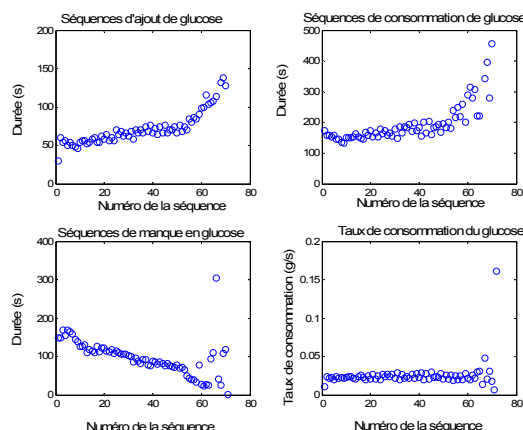 Séquences d'ajout de glucose
200
150
100
50
0
0 20 40 60 80
Durée (s)
Numéro de la séquence
Séquences de consommation de glucose
500
400
300
200
100
0
0 20 40 60 80
Durée (s)
Numéro de la séquence
Séquences de manque en glucose
400
300
200
100
0
0 20 40 60 80
Durée (s)
Numéro de la séquence
Taux de consommation du glucose
0.2
0.15
0.1
0.05
0
0 20 40 60 80
Taux de consommation (g/s)
Numéro de la séquence